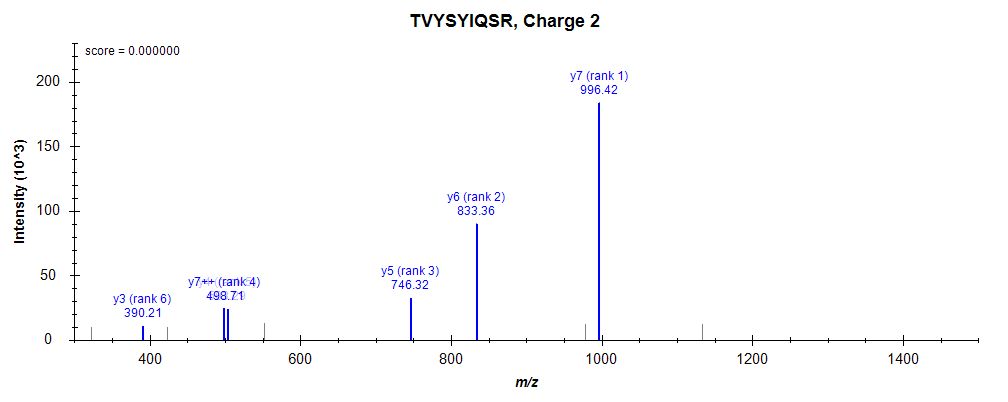 TVYSYIQSR, Charge 2
score = 0.000000
y7 (rank 1)
996.42
y6 (rank 2)
833.36
y5 (rank 3)
746.32
y7++ (rank 4)
498.71
y3 (rank 6)
390.21
Intensity (10^3)
200
150
100
50
0
400
600
800
1000
1200
1400
m/z